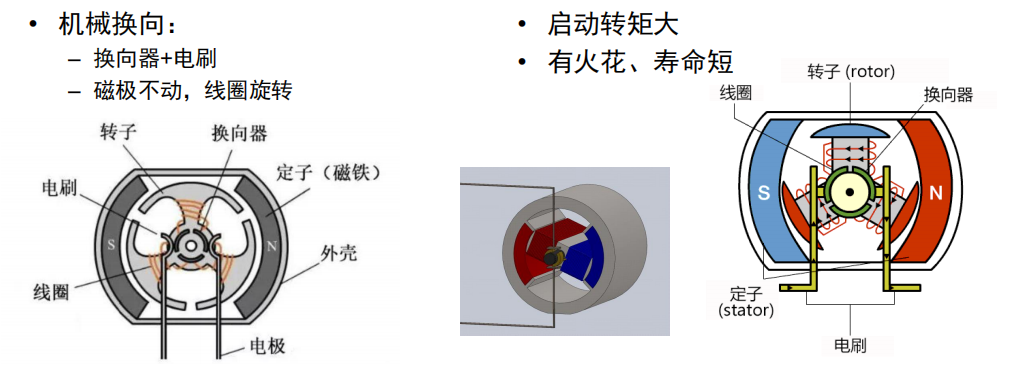 • 机械换向：
– 换向器+电刷
– 磁极不动，线圈旋转
• 启动转矩大
• 有火花、寿命短
转子
换向器
定子（磁铁）
电刷
S
N
外壳
线圈
电极
转子 (rotor)
线圈
换向器
S
N
定子
(stator)
电刷